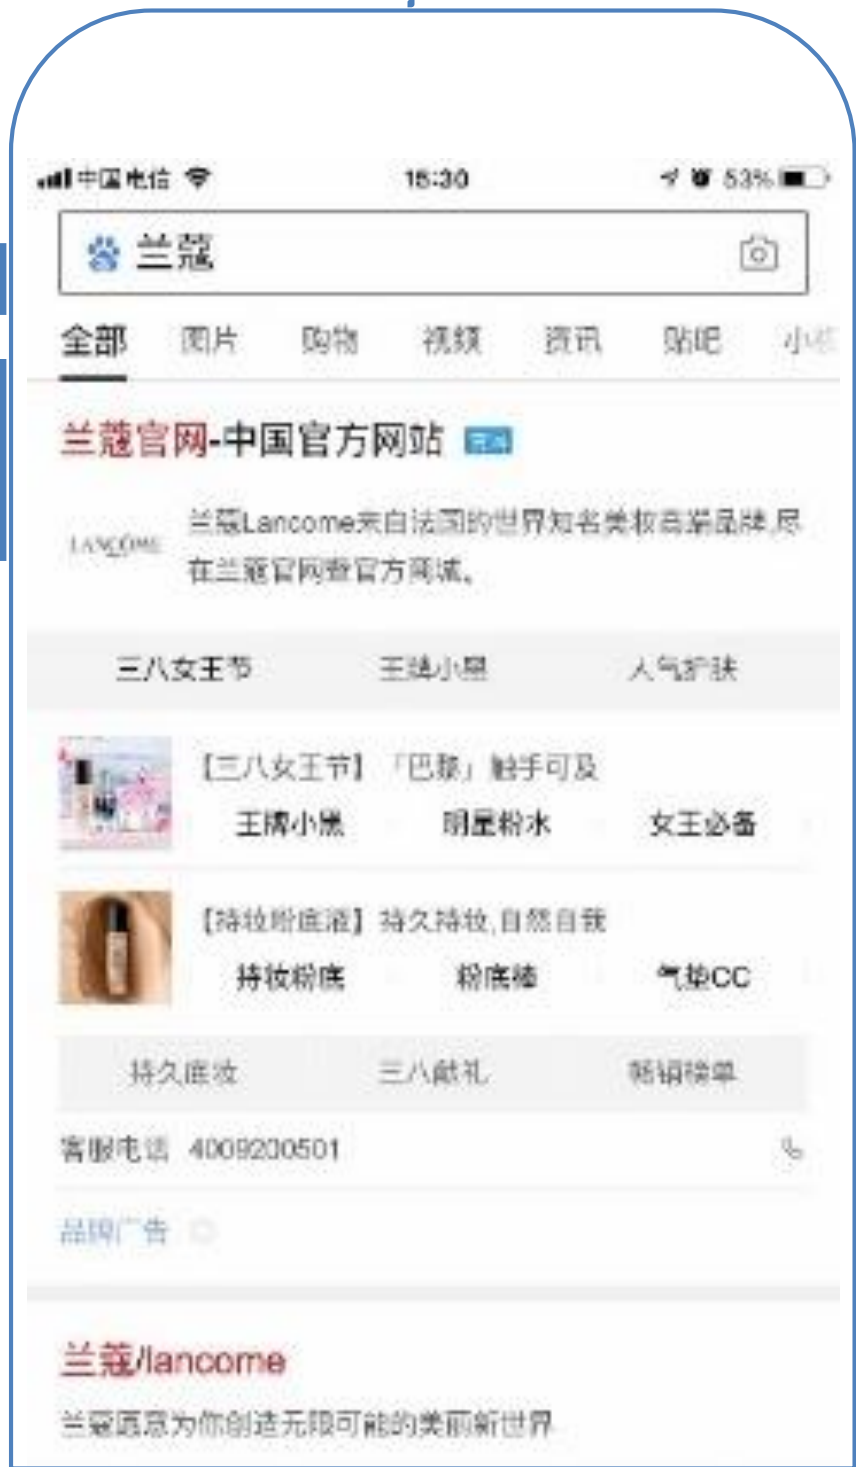 中国电信 15:30 53%
兰蔻
全部 图片 购物 视频 资讯 贴吧 小
兰蔻官网-中国官方网站 官网
LANCOME 兰蔻Lancome来自法国的世界知名美妆高端品牌,尽
在兰蔻官网暨官方商城。
三八女王节 王牌小黑 人气护肤
【三八女王节】「巴黎」触手可及
王牌小黑 明星粉水 女王必备
【持妆粉底液】持久持妆,自然自我
持妆粉底 粉底棒 气垫CC
持久底妆 三八献礼 畅销榜单
客服电话 4009200501
品牌广告
兰蔻/lancome
兰蔻愿意为你创造无限可能的美丽新世界